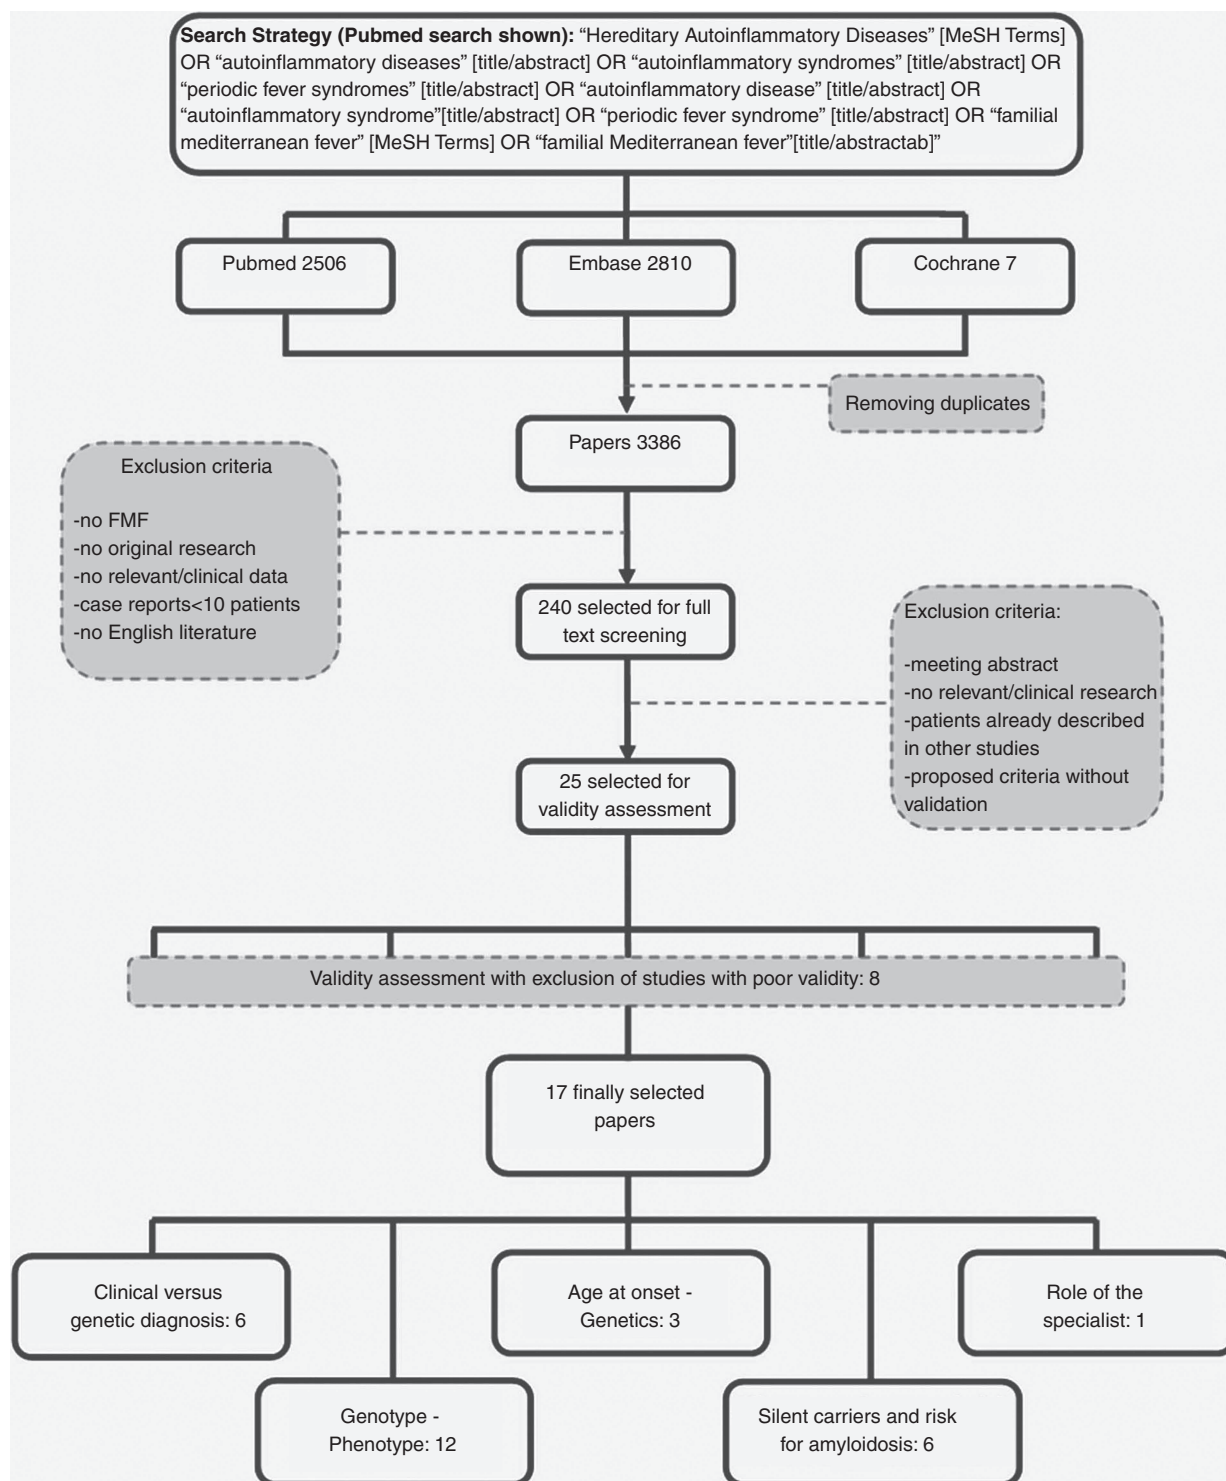 Search Strategy (Pubmed search shown): “Hereditary Autoinflammatory Diseases” [MeSH Terms]
OR “autoinflammatory diseases” [title/abstract] OR “autoinflammatory syndromes” [title/abstract] OR
“periodic fever syndromes” [title/abstract] OR “autoinflammatory disease” [title/abstract] OR
“autoinflammatory syndrome”[title/abstract] OR “periodic fever syndrome” [title/abstract] OR “familial
mediterranean fever” [MeSH Terms] OR “familial Mediterranean fever”[title/abstractab]”
Pubmed 2506
Embase 2810
Cochrane 7
Removing duplicates
Papers 3386
Exclusion criteria
-no FMF
-no original research
-no relevant/clinical data
-case reports<10 patients
-no English literature
240 selected for full
text screening
Exclusion criteria:
-meeting abstract
-no relevant/clinical research
-patients already described
in other studies
-proposed criteria without
validation
25 selected for
validity assessment
Validity assessment with exclusion of studies with poor validity: 8
17 finally selected
papers
Clinical versus
genetic diagnosis: 6
Age at onset -
Genetics: 3
Role of the
specialist: 1
Genotype -
Phenotype: 12
Silent carriers and risk
for amyloidosis: 6